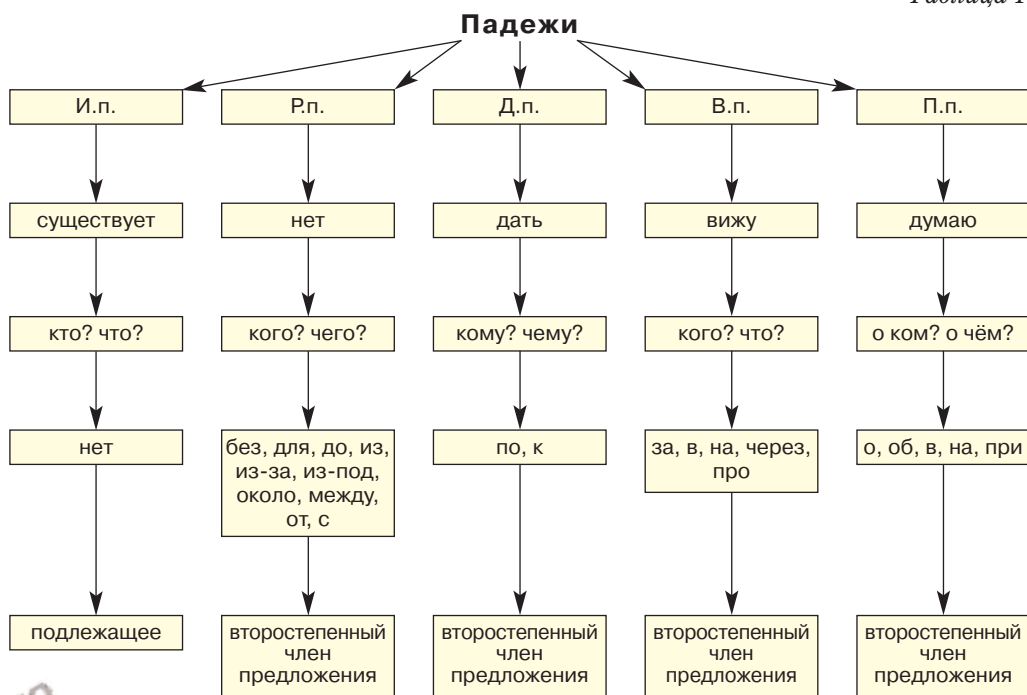 Падежи
И.п.
Р.п.
Д.п.
В.п.
П.п.
существует
нет
дать
вижу
думаю
кто? что?
кого? чего?
кому? чему?
кого? что?
о ком? о чём?
нет
без, для, до, из,
из-за, из-под,
около, между,
от, с
по, к
за, в, на, через,
про
о, об, в, на, при
подлежащее
второстепенный
член
предложения
второстепенный
член
предложения
второстепенный
член
предложения
второстепенный
член
предложения